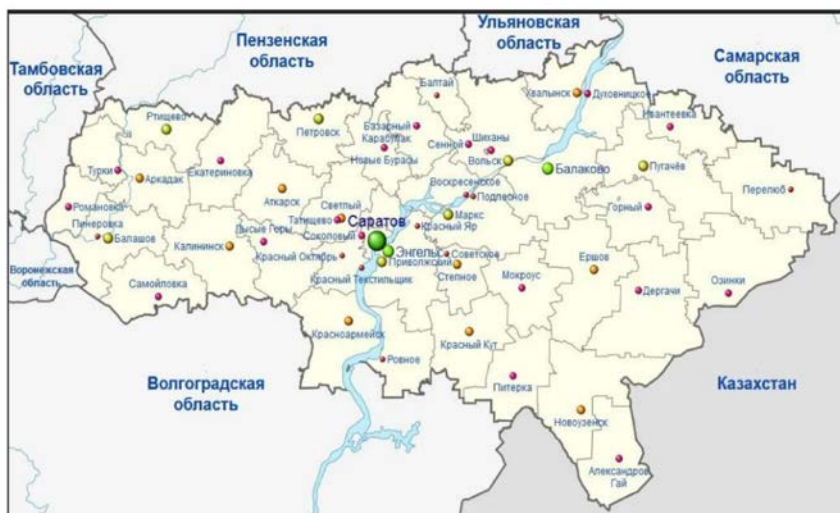 Ульяновская
область
Пензенская
область
Самарская
область
Тамбовская
область
Балтай
Хвалынск
Духовницкое
Ртищево
Петровск
Базарный
Карабулак
Ивантеевка
Сенной
Шиханы
Новые Бурасы
Вольск
Балаково
Пугачёв
Турки
Аркадак
Екатериновка
Аткарск
Воскресенское
Подлесное
Перелюб
Романовка
Светлый
Татищево
Маркс
Горный
Пинеровка
Балашов
Саратов
Красный Яр
Калининск
Лысые Горы
Соколовый
Энгельс
Советское
Красный Октябрь
Приволжский
Степное
Ершов
Воронежская
область
Самойловка
Красный Текстильщик
Мокроус
Дергачи
Озинки
Красноармейск
Красный Кут
Ровное
Питерка
Волгоградская
область
Казахстан
Новоузенск
Александров
Гай